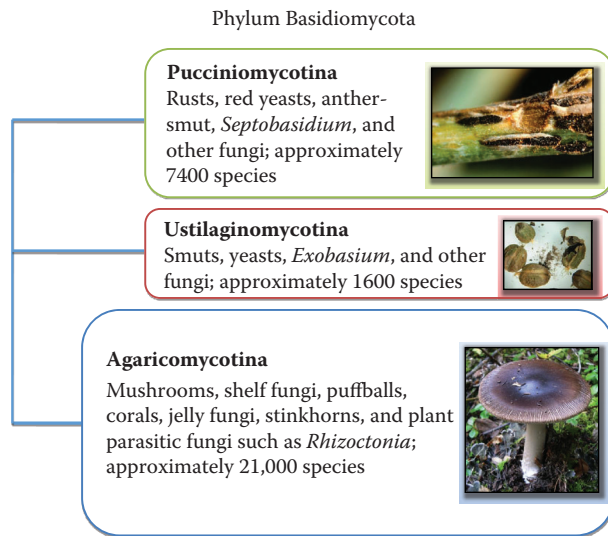 Phylum Basidiomycota
Pucciniomycotina
Rusts, red yeasts, anther-
smut, Septobasidium, and
other fungi; approximately
7400 species
Ustilaginomycotina
Smuts, yeasts, Exobasium, and other
fungi; approximately 1600 species
Agaricomycotina
Mushrooms, shelf fungi, puffballs,
corals, jelly fungi, stinkhorns, and plant
parasitic fungi such as Rhizoctonia;
approximately 21,000 species